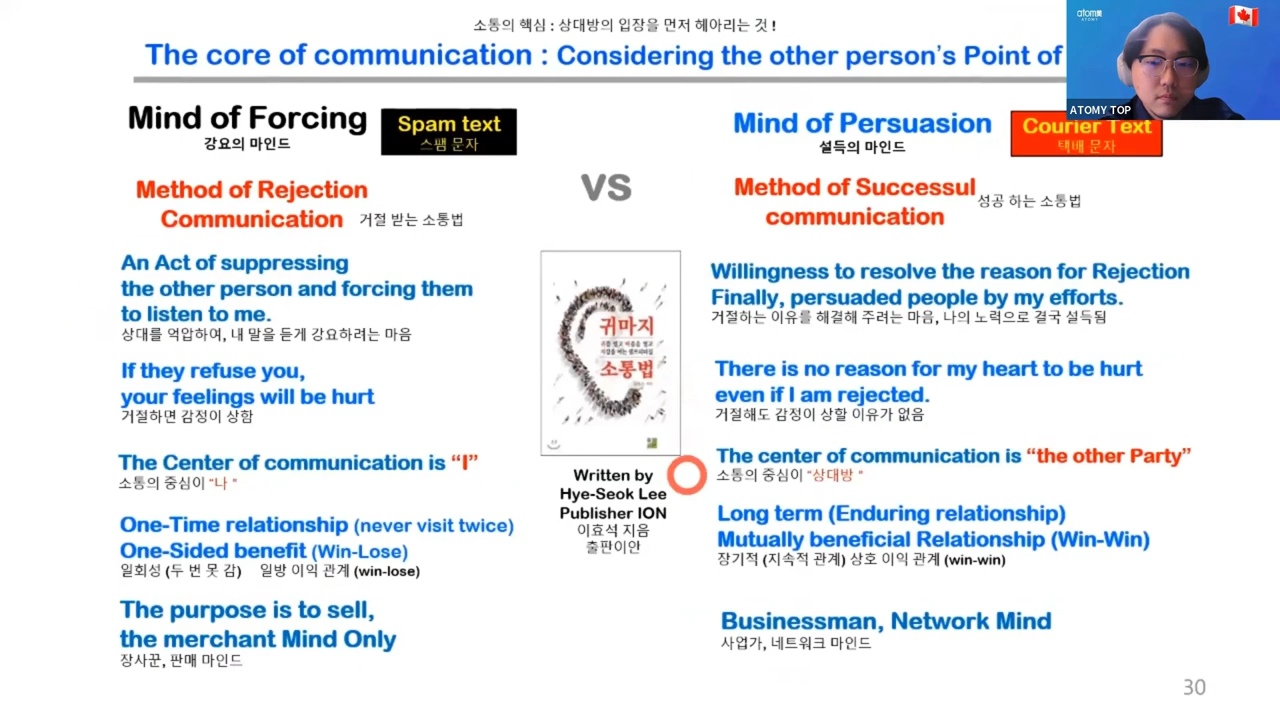 소통의 핵심 : 상대방의 입장을 먼저 헤아리는 것 !
The core of communication : Considering the other person's Point of
atom美
ATOMY
ATOMY TOP
Mind of Forcing
강요의 마인드
Spam text
스팸 문자
Method of Rejection
Communication 거절 받는 소통법
An Act of suppressing
the other person and forcing them
to listen to me.
상대를 억압하여, 내 말을 듣게 강요하려는 마음
If they refuse you,
your feelings will be hurt
거절하면 감정이 상함
The Center of communication is “I”
소통의 중심이 “나 ”
One-Time relationship (never visit twice)
One-Sided benefit (Win-Lose)
일회성 (두 번 못 감) 일방 이익 관계 (win-lose)
The purpose is to sell,
the merchant Mind Only
장사꾼, 판매 마인드
VS
귀마지
소통법
Written by
Hye-Seok Lee
Publisher ION
이효석 지음
출판이안
Mind of Persuasion
설득의 마인드
Courier Text
택배 문자
Method of Successul
communication
성공 하는 소통법
Willingness to resolve the reason for Rejection
Finally, persuaded people by my efforts.
거절하는 이유를 해결해 주려는 마음, 나의 노력으로 결국 설득됨
There is no reason for my heart to be hurt
even if I am rejected.
거절해도 감정이 상할 이유가 없음
The center of communication is “the other Party”
소통의 중심이 “상대방 ”
Long term (Enduring relationship)
Mutually beneficial Relationship (Win-Win)
장기적 (지속적 관계) 상호 이익 관계 (win-win)
Businessman, Network Mind
사업가, 네트워크 마인드
30